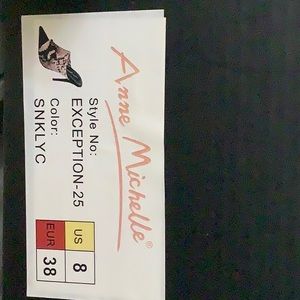 Anne Michelle®
Style No:
EXCEPTION-25
Color:
SNKLYC
US 8
EUR 38